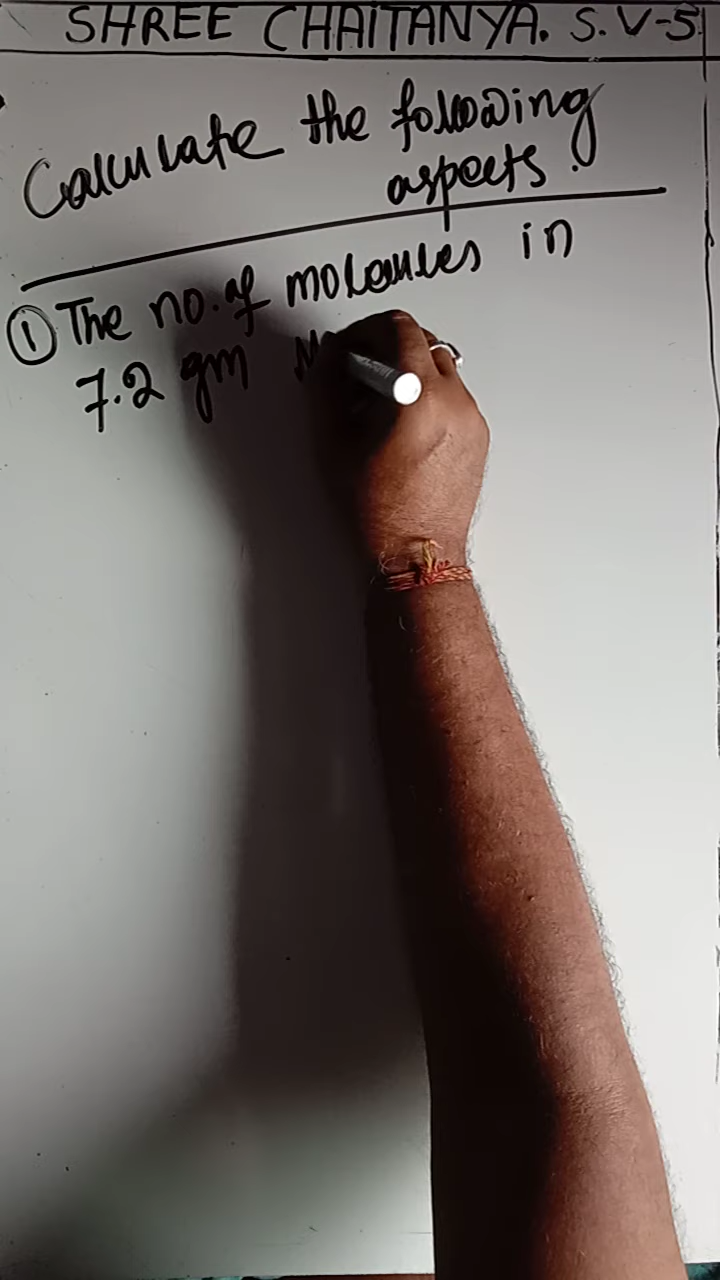 SHREE CHAITANYA. S. V-5
Calculate the following
aspects.
① The no. of molecules in
7.2 gm